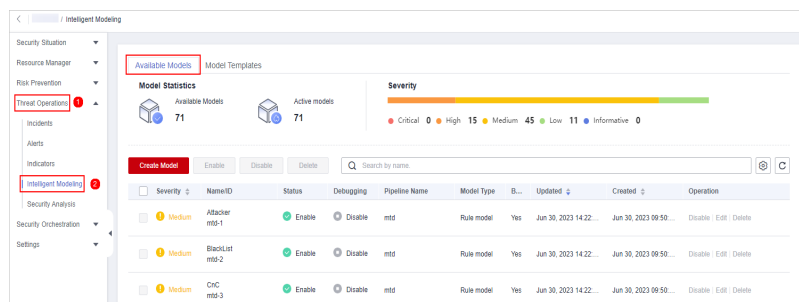 < / Intelligent Modeling
Security Situation
Resource Manager
Risk Prevention
Threat Operations 1
Incidents
Alerts
Indicators
Intelligent Modeling 2
Security Analysis
Security Orchestration
Settings
Available Models Model Templates
Model Statistics
Available Models
71
Active models
71
Severity
Critical 0 High 15 Medium 45 Low 11 Informative 0
Create Model Enable Disable Delete Search by name.
Severity Name/ID Status Debugging Pipeline Name Model Type B... Updated Created Operation
Medium Attacker mtd-1 Enable Disable mtd Rule model Yes Jun 30, 2023 14:22:... Jun 30, 2023 09:50:... Disable Edit Delete
Medium BlackList mtd-2 Enable Disable mtd Rule model Yes Jun 30, 2023 14:22:... Jun 30, 2023 09:50:... Disable Edit Delete
Medium CnC mtd-3 Enable Disable mtd Rule model Yes Jun 30, 2023 14:22:... Jun 30, 2023 09:50:... Disable Edit Delete